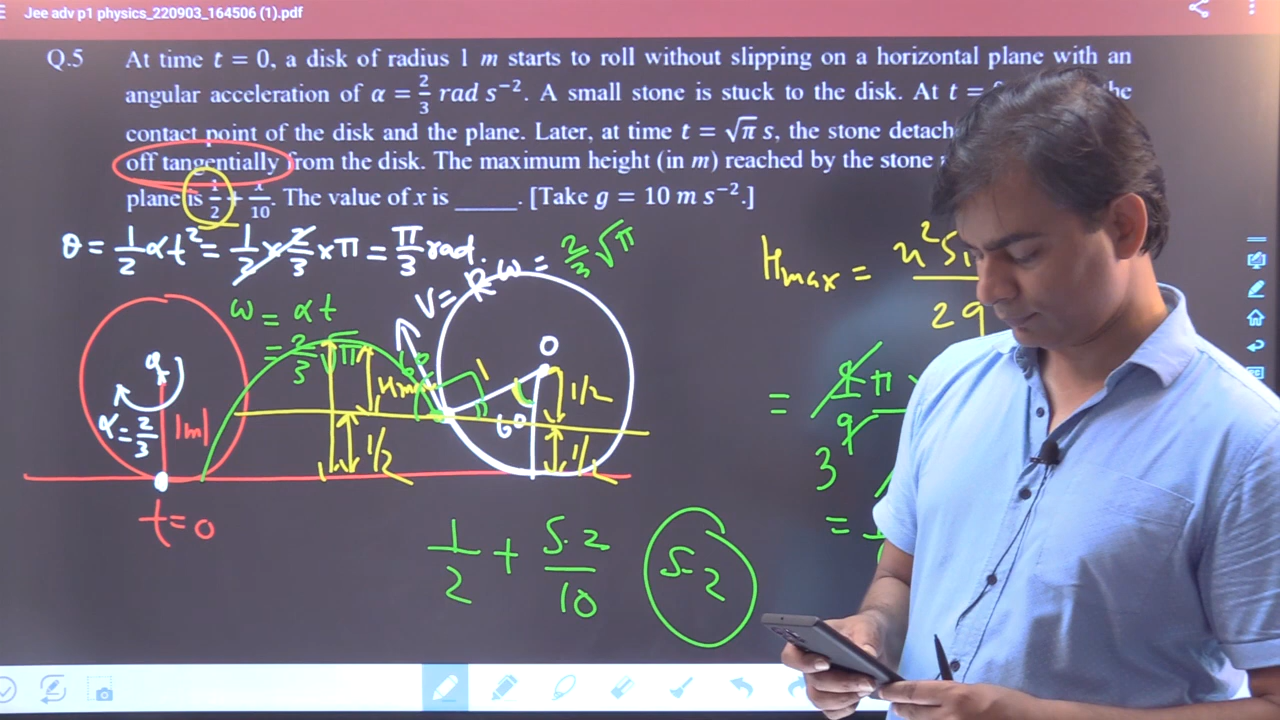 Jee adv p1 physics_220903_164506 (1).pdf
Q.5 At time t = 0, a disk of radius 1 m starts to roll without slipping on a horizontal plane with an
angular acceleration of α = 2/3 rad s⁻². A small stone is stuck to the disk. At t =
contact point of the disk and the plane. Later, at time t = √π s, the stone detach
off tangentially from the disk. The maximum height (in m) reached by the stone
plane is 1/2 + x/10. The value of x is _____. [Take g = 10 m s⁻².]
θ = 1/2 αt² = 1/2 × 2/3 × π = π/3 rad.
ω = αt
= 2/3 √π
V = Rω = 2/3 √π
Hmax =
2g
α = 2/3
1m
t=0
Hmax
1/2
60
O
1
1/2
= π
3
=
1/2 + 5.2/10
5.2